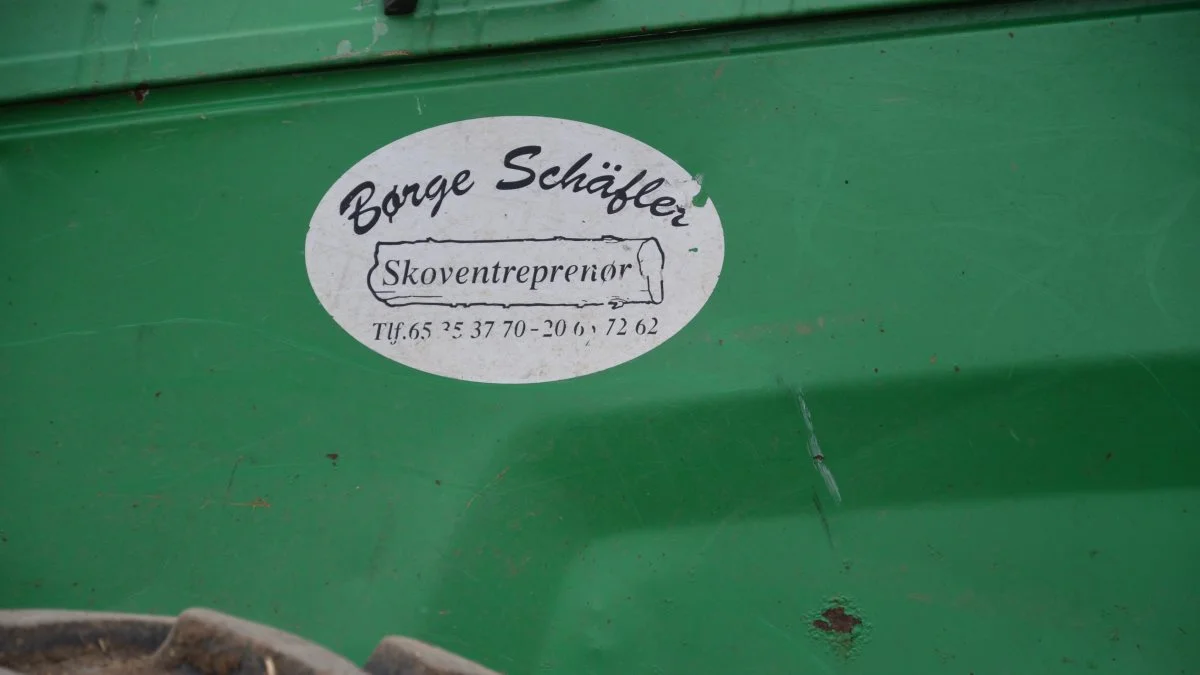 Børge Schäfler
Skoventreprenør
Tlf.65 37 70 - 20 72 62